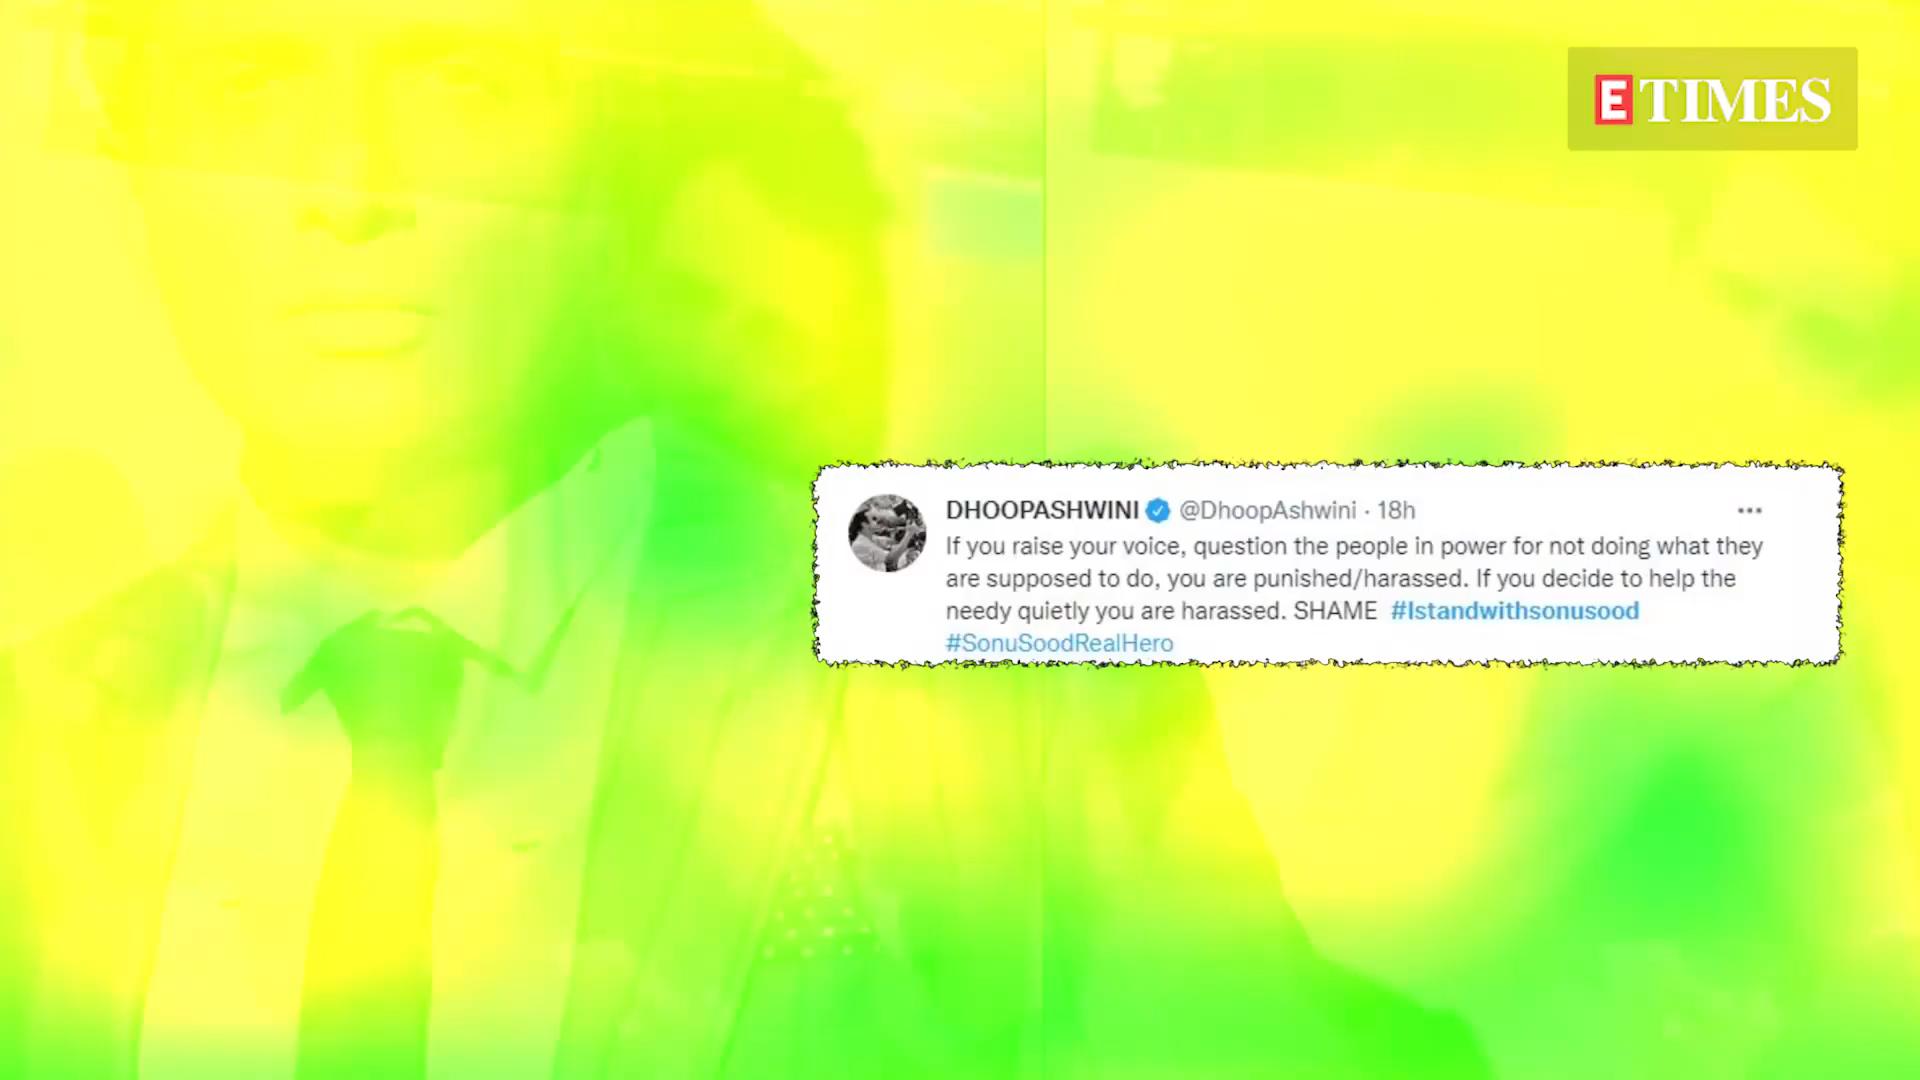 ETIMES
DHOOPASHWINI @DhoopAshwini · 18h
If you raise your voice, question the people in power for not doing what they
are supposed to do, you are punished/harassed. If you decide to help the
needy quietly you are harassed. SHAME #Istandwithsonusood
#SonuSoodRealHero